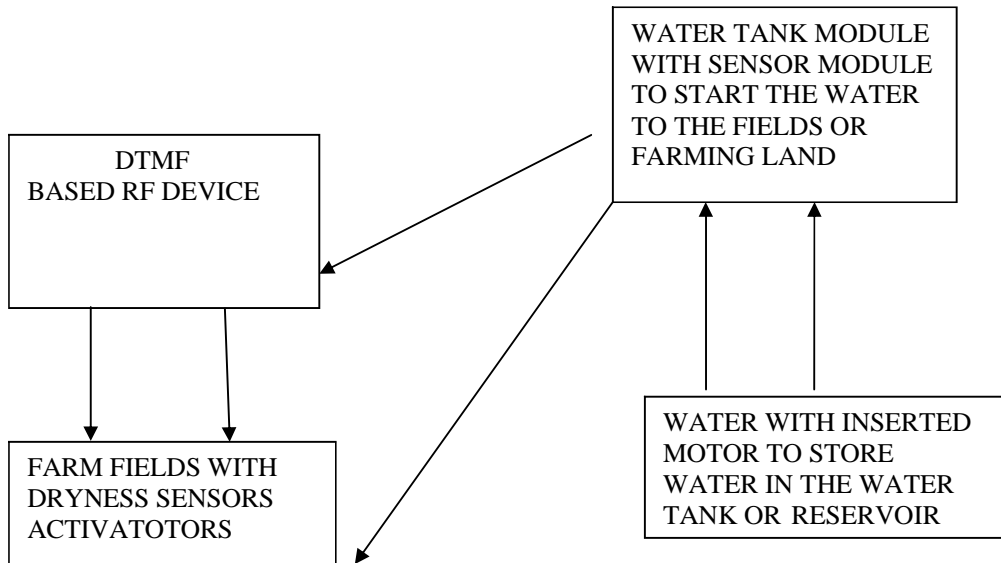 WATER TANK MODULE
WITH SENSOR MODULE
TO START THE WATER
TO THE FIELDS OR
FARMING LAND
DTMF
BASED RF DEVICE
WATER WITH INSERTED
MOTOR TO STORE
WATER IN THE WATER
TANK OR RESERVOIR
FARM FIELDS WITH
DRYNESS SENSORS
ACTIVATOTORS